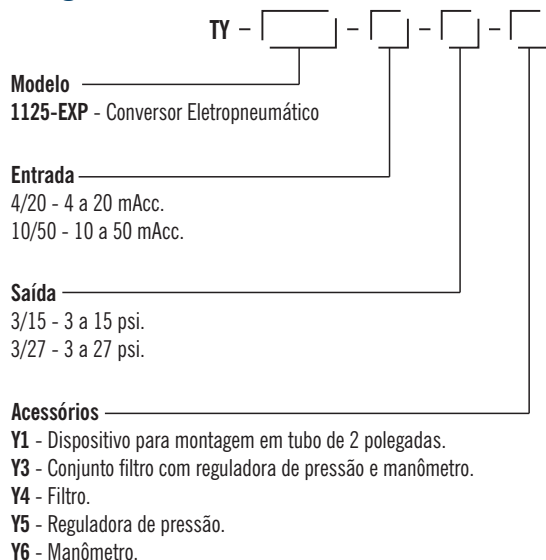 TY – – – –
Modelo
1125-EXP - Conversor Eletropneumático
Entrada
4/20 - 4 a 20 mAcc.
10/50 - 10 a 50 mAcc.
Saída
3/15 - 3 a 15 psi.
3/27 - 3 a 27 psi.
Acessórios
Y1 - Dispositivo para montagem em tubo de 2 polegadas.
Y3 - Conjunto filtro com reguladora de pressão e manômetro.
Y4 - Filtro.
Y5 - Reguladora de pressão.
Y6 - Manômetro.